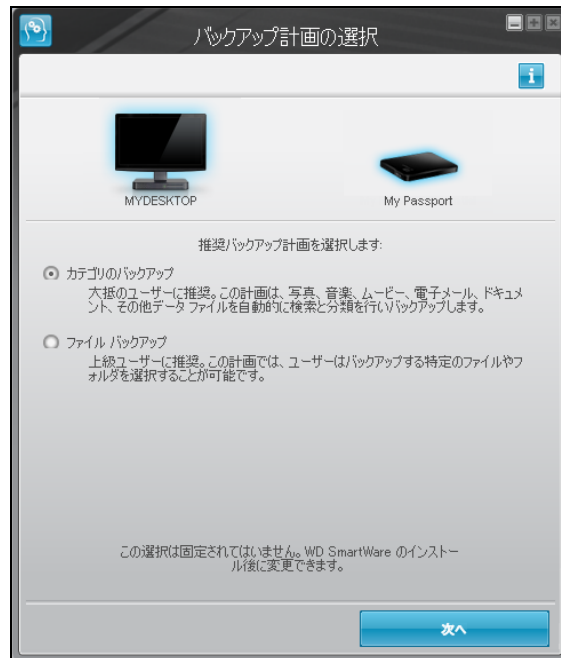 バックアップ計画の選択
MYDESKTOP
My Passport
推奨バックアップ計画を選択します:
カテゴリのバックアップ
大抵のユーザーに推奨。この計画は、写真、音楽、ムービー、電子メール、ドキュメ
ント、その他データ ファイルを自動的に検索と分類を行いバックアップします。
ファイル バックアップ
上級ユーザーに推奨。この計画では、ユーザーはバックアップする特定のファイルやフ
ォルダを選択することが可能です。
この選択は固定されてはいません。WD SmartWare のインストー
ル後に変更できます。
次へ